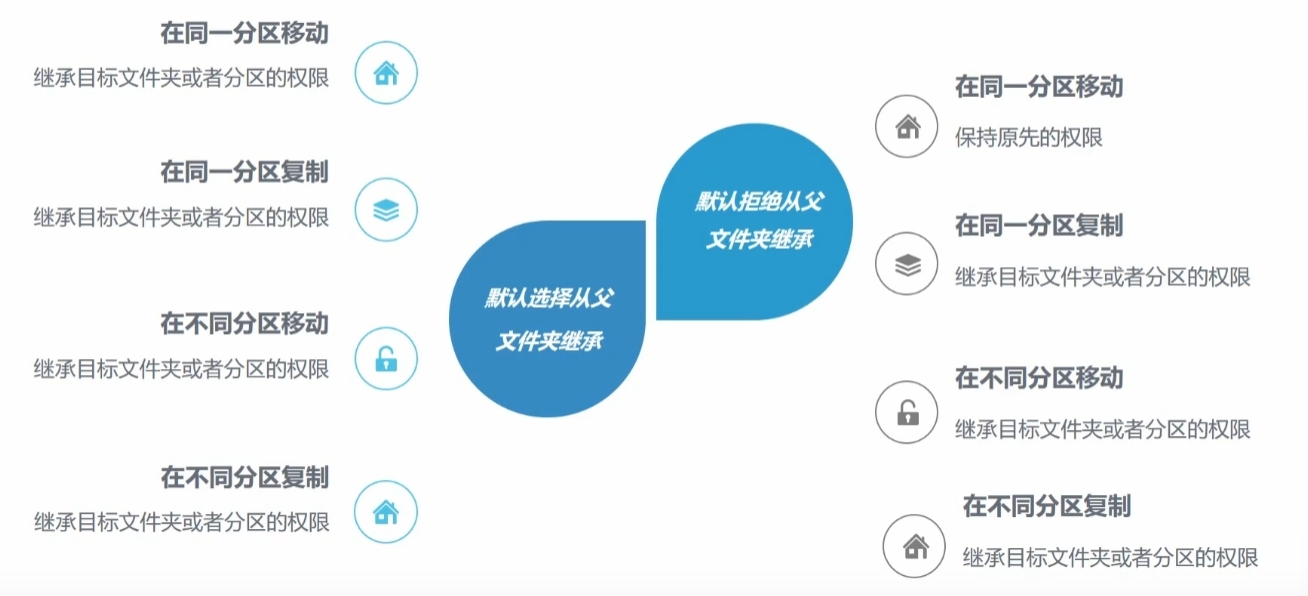 在同一分区移动
继承目标文件夹或者分区的权限
在同一分区复制
继承目标文件夹或者分区的权限
在不同分区移动
继承目标文件夹或者分区的权限
在不同分区复制
继承目标文件夹或者分区的权限
默认选择从父
文件夹继承
默认拒绝从父
文件夹继承
在同一分区移动
保持原先的权限
在同一分区复制
继承目标文件夹或者分区的权限
在不同分区移动
继承目标文件夹或者分区的权限
在不同分区复制
继承目标文件夹或者分区的权限